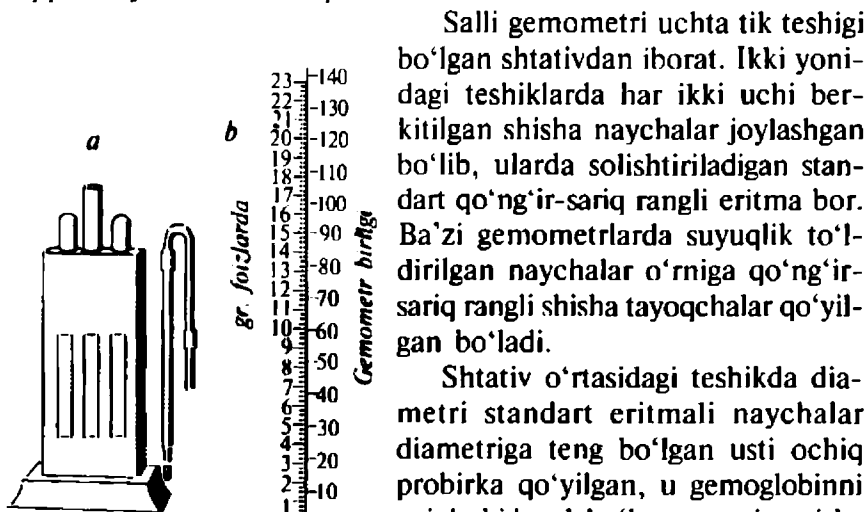 Salli gemometri uchta tik teshigi
bo‘lgan shtativdan iborat. Ikki yoni-
dagi teshiklarda har ikki uchi ber-
kitilgan shisha naychalar joylashgan
bo‘lib, ularda solishtiriladigan stan-
dart qo‘ng‘ir-sariq rangli eritma bor.
Ba’zi gemometrlarda suyuqlik to‘l-
dirilgan naychalar o‘rniga qo‘ng‘ir-
sariq rangli shisha tayoqchalar qo‘yil-
gan bo‘ladi.
Shtativ o‘rtasidagi teshikda dia-
metri standart eritmali naychalar
diametriga teng bo‘lgan usti ochiq
probirka qo‘yilgan, u gemoglobinni
a
b
gr. foizlarda
23
22
21
20
19
18
17
16
15
14
13
12
11
10
9
8
7
6
5
4
3
2
1
140
130
120
110
100
90
80
70
60
50
40
30
20
10
Gemometr birligi